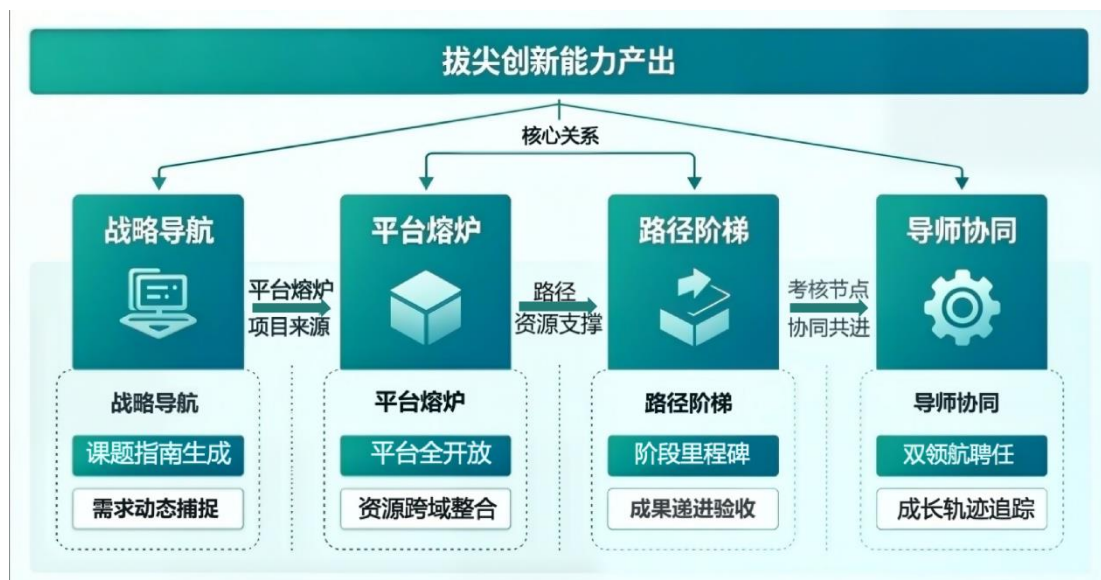 拔尖创新能力产出
核心关系
战略导航
平台熔炉
路径阶梯
导师协同
平台熔炉
项目来源
路径
资源支撑
考核节点
协同共进
战略导航
课题指南生成
需求动态捕捉
平台熔炉
平台全开放
资源跨域整合
路径阶梯
阶段里程碑
成果递进验收
导师协同
双领航聘任
成长轨迹追踪